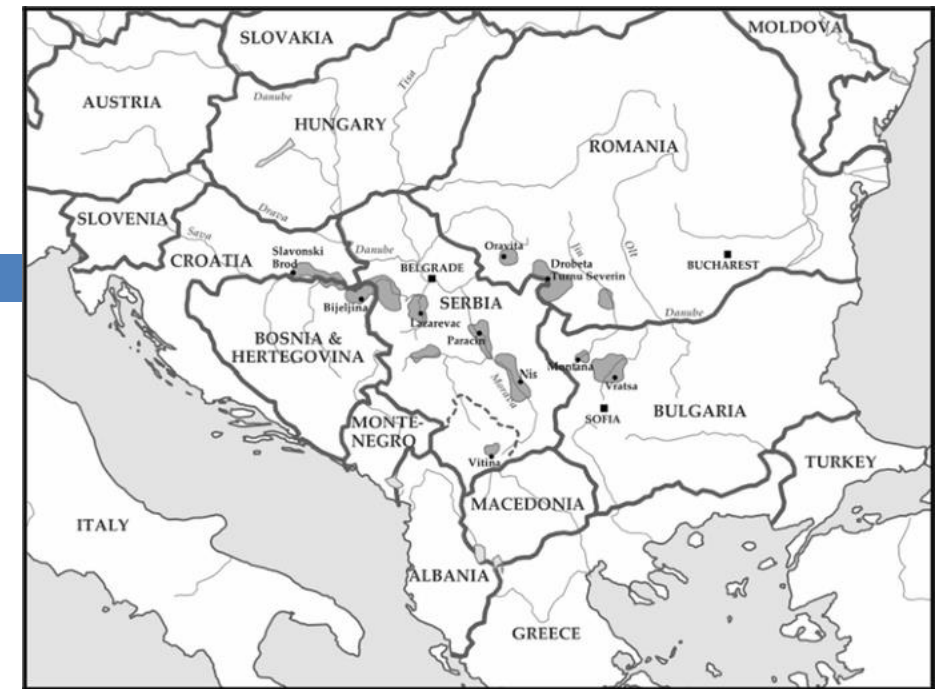 SLOVAKIA
MOLDOVA
AUSTRIA
Danube
Tisa
HUNGARY
ROMANIA
SLOVENIA
Drava
Sava
CROATIA
Slavonski
Brod
Danube
BELGRADE
Oravita
Drobeta
Turnu Severin
Jiu
Olt
BUCHAREST
Bijeljina
SERBIA
Lazarevac
Danube
BOSNIA &
HERTEGOVINA
Paracin
Montana
Nis
Vratsa
Morava
SOFIA
BULGARIA
MONTE-
NEGRO
Vitina
TURKEY
MACEDONIA
ITALY
ALBANIA
GREECE